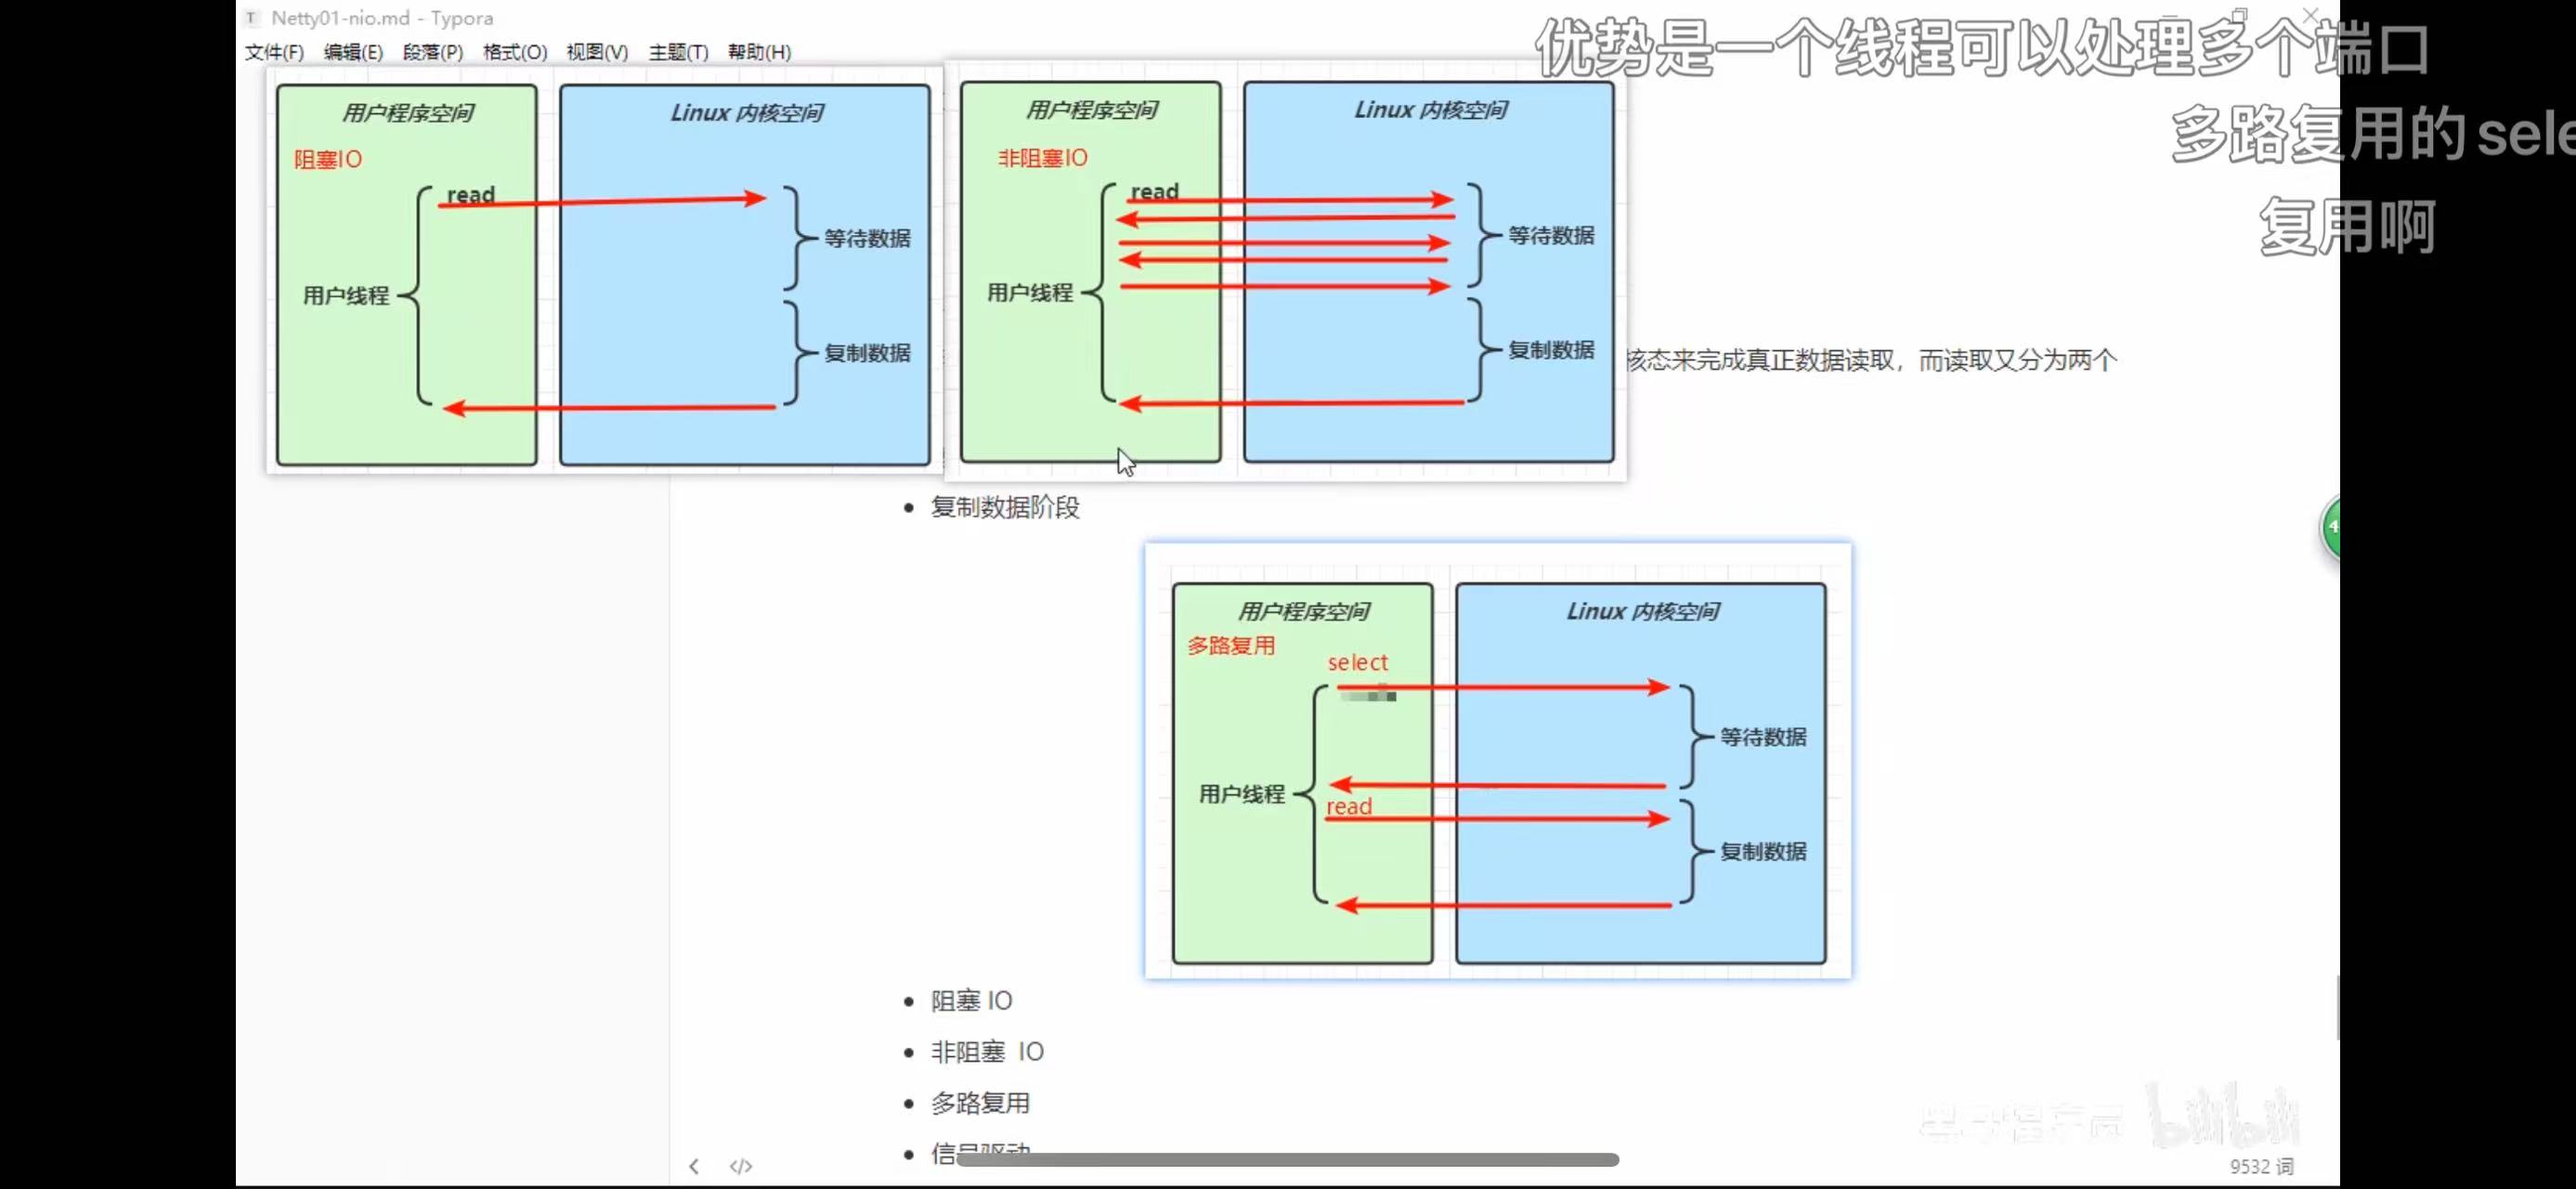 Netty01-nio.md - Typora
优势是一个线程可以处理多个端口
文件(F) 编辑(E) 段落(P) 格式(O) 视图(V) 主题(T) 帮助(H)
多路复用的sele
复用啊
用户程序空间
Linux 内核空间
阻塞IO
read
等待数据
用户线程
复制数据
用户程序空间
Linux 内核空间
非阻塞IO
read
等待数据
用户线程
复制数据
核态来完成真正数据读取，而读取又分为两个
4
复制数据阶段
用户程序空间
Linux 内核空间
多路复用
select
等待数据
用户线程
read
复制数据
阻塞 IO
非阻塞 IO
多路复用
信号驱动
bilibili
9532 词